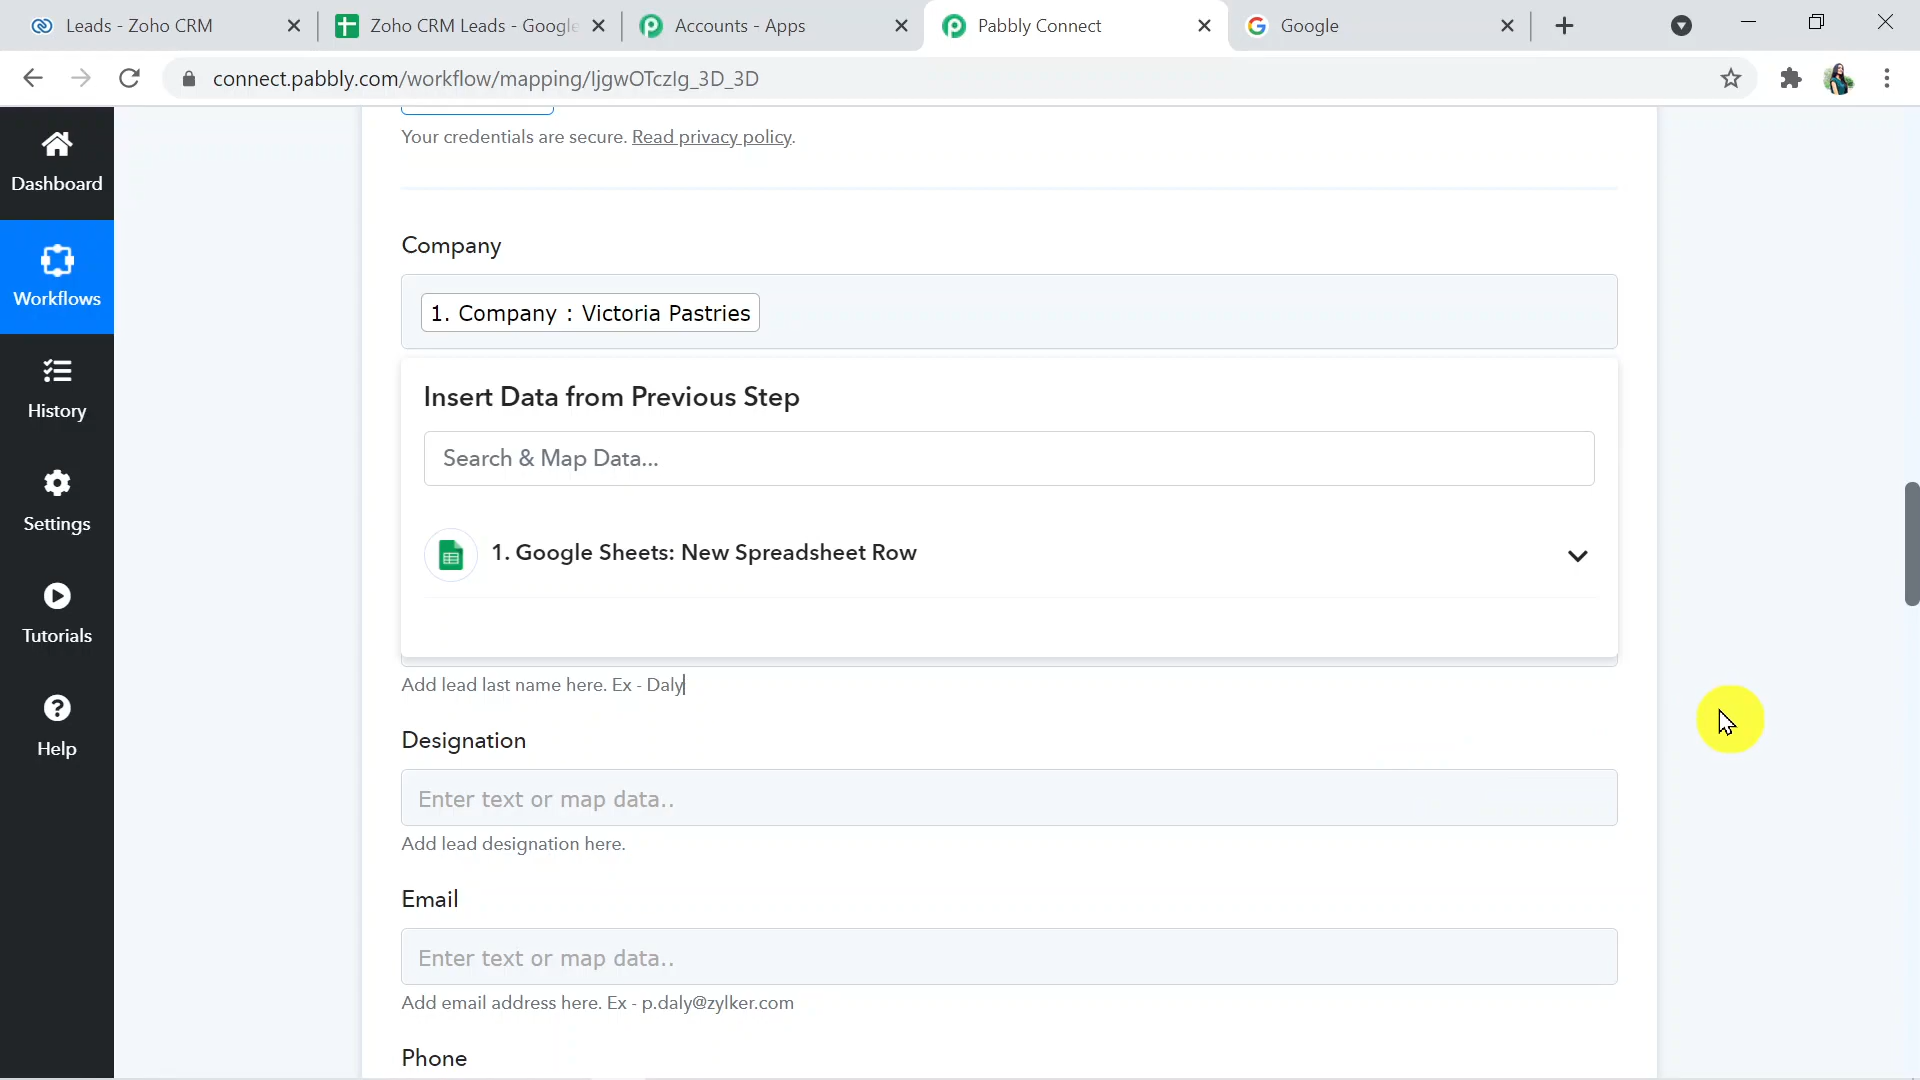 Leads - Zoho CRM
Zoho CRM Leads - Google
Accounts - Apps
Pabbly Connect
Google
connect.pabbly.com/workflow/mapping/IjgwOTczIg_3D_3D
Dashboard
Workflows
History
Settings
Tutorials
Help
Your credentials are secure. Read privacy policy.
Company
1. Company : Victoria Pastries
Insert Data from Previous Step
Search & Map Data...
1. Google Sheets: New Spreadsheet Row
Add lead last name here. Ex - Daly
Designation
Enter text or map data..
Add lead designation here.
Email
Enter text or map data..
Add email address here. Ex - p.daly@zylker.com
Phone